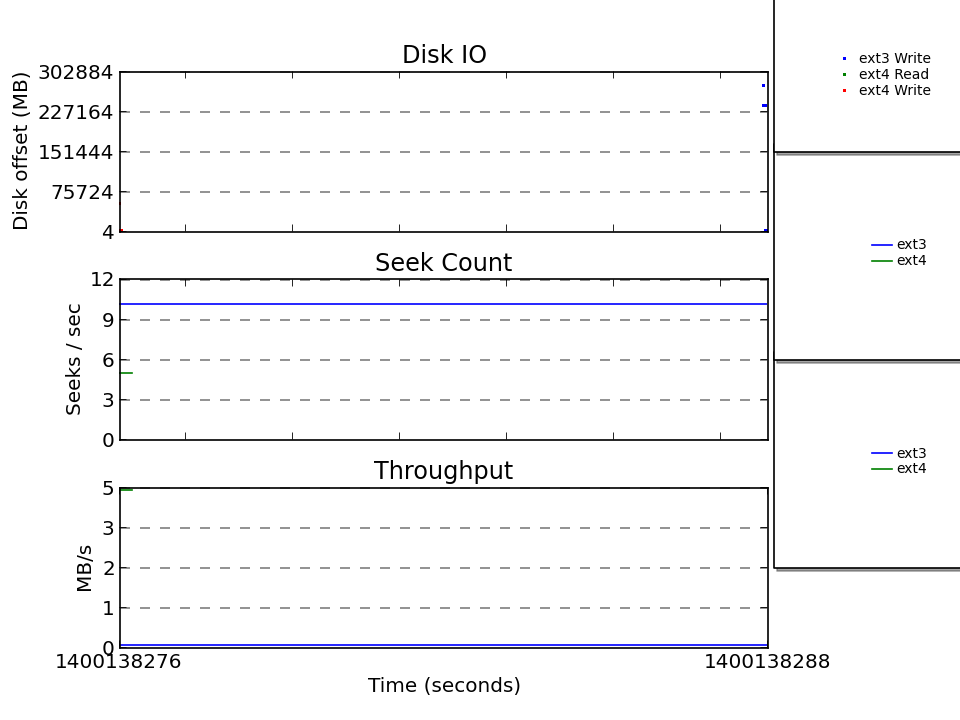 Disk IO
Disk offset (MB)
302884
227164
151444
75724
4
ext3 Write
ext4 Read
ext4 Write
Seek Count
Seeks / sec
12
9
6
3
0
ext3
ext4
Throughput
MB/s
5
3
2
1
0
ext3
ext4
1400138276 1400138288
Time (seconds)